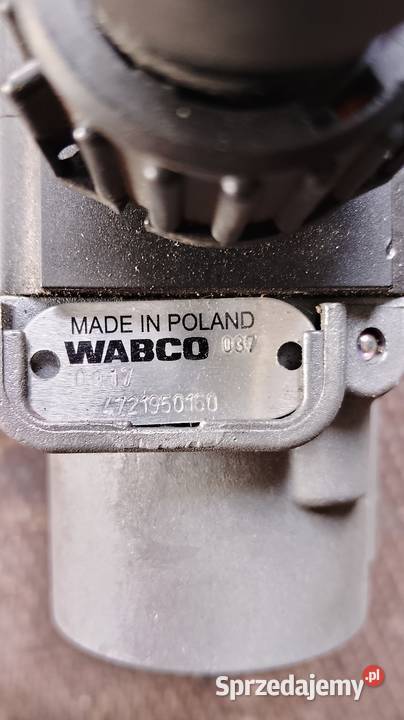 MADE IN POLAND
WABCO 037
4721950160
Sprzedajemy.pl